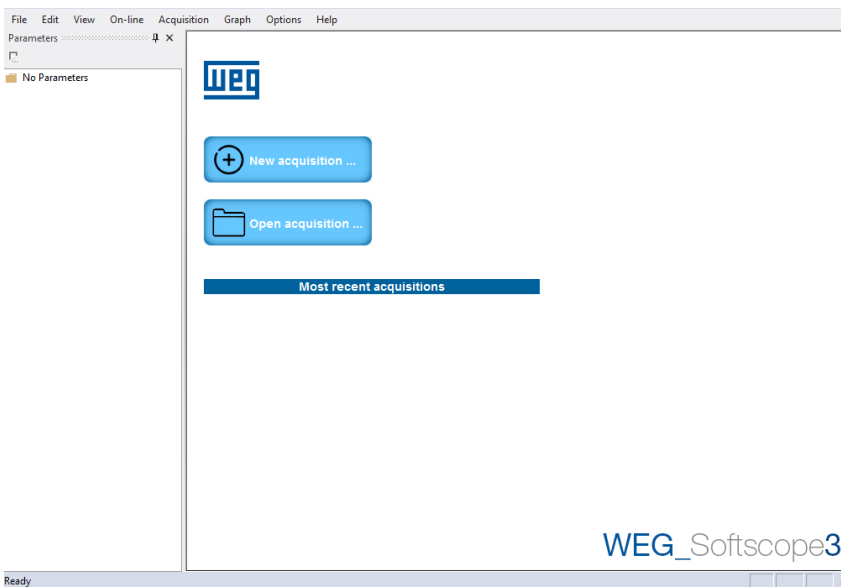 File Edit View On-line Acquisition Graph Options Help
Parameters
No Parameters
weg
New acquisition ...
Open acquisition ...
Most recent acquisitions
WEG_Softscope3
Ready